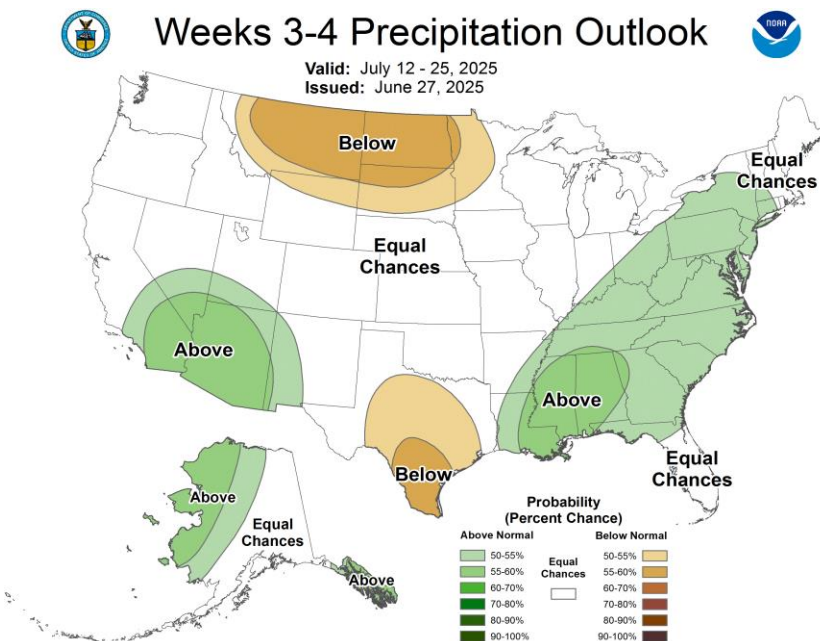 Weeks 3-4 Precipitation Outlook
NOAA
Valid: July 12 - 25, 2025
Issued: June 27, 2025
Below
Equal
Chances
Equal
Chances
Above
Above
Below
Equal
Chances
Above
Equal
Chances
Above
Probability
(Percent Chance)
Above Normal
Below Normal
Equal
Chances
50-55%
55-60%
60-70%
70-80%
80-90%
90-100%
50-55%
55-60%
60-70%
70-80%
80-90%
90-100%